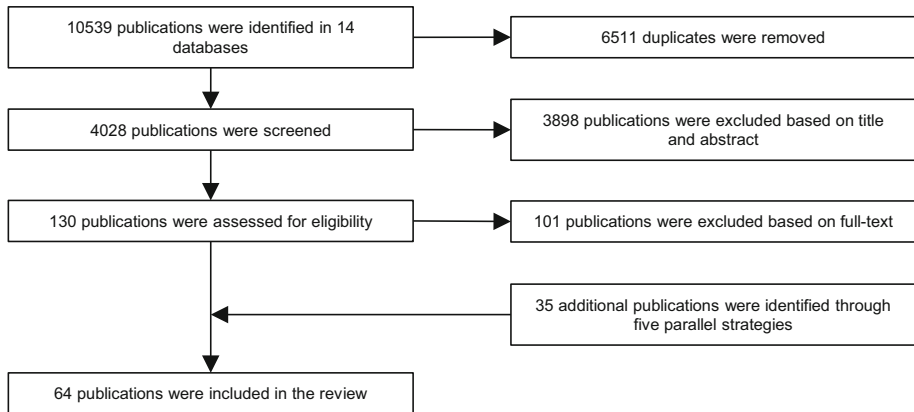 10539 publications were identified in 14
databases
6511 duplicates were removed
4028 publications were screened
3898 publications were excluded based on title
and abstract
130 publications were assessed for eligibility
101 publications were excluded based on full-text
35 additional publications were identified through
five parallel strategies
64 publications were included in the review